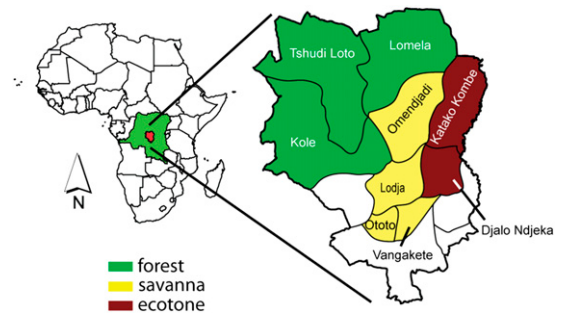 Tshudi Loto
Lomela
Omendjadi
Katako Kombe
Kole
Lodja
Ototo
Djalo Ndjeka
Vangakete
N
forest
savanna
ecotone